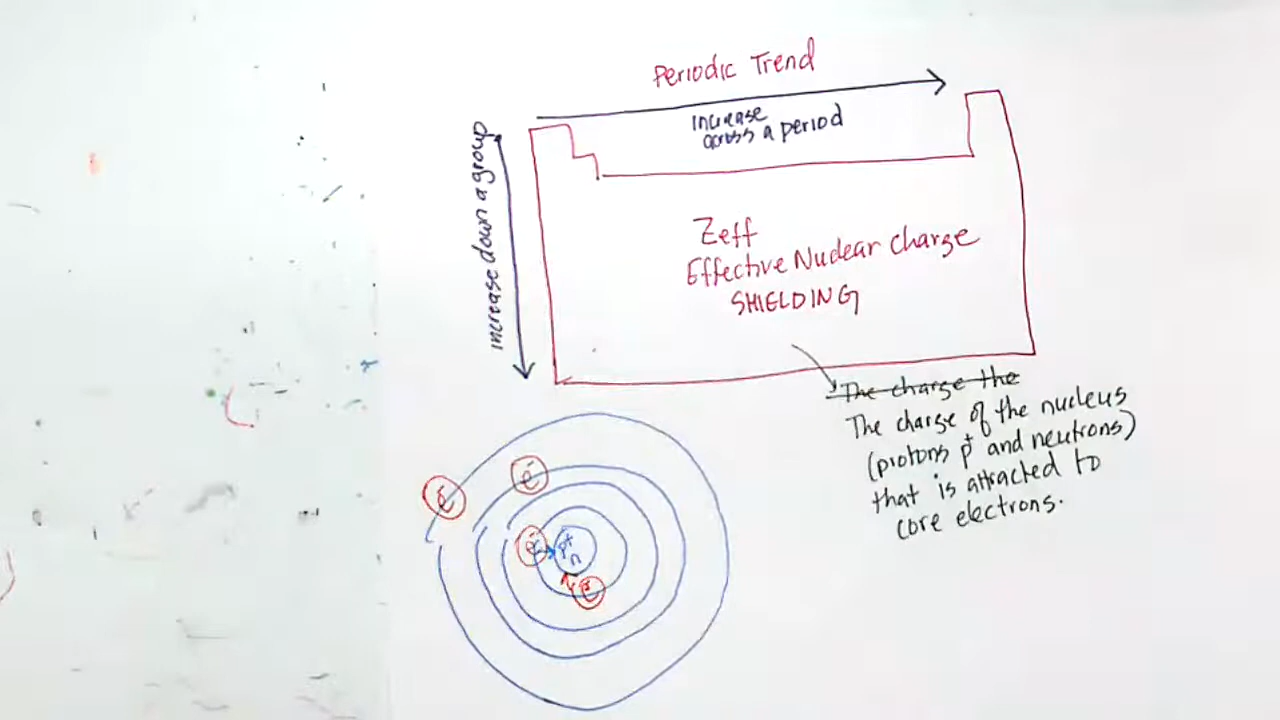 Periodic Trend
increase
across a period
increase down a group
Zeff
Effective Nuclear Charge
SHIELDING
The charge the
The charge of the nucleus
(protons p+ and neutrons)
that is attracted to
core electrons.
e-
e-
e-
p+
n
e-